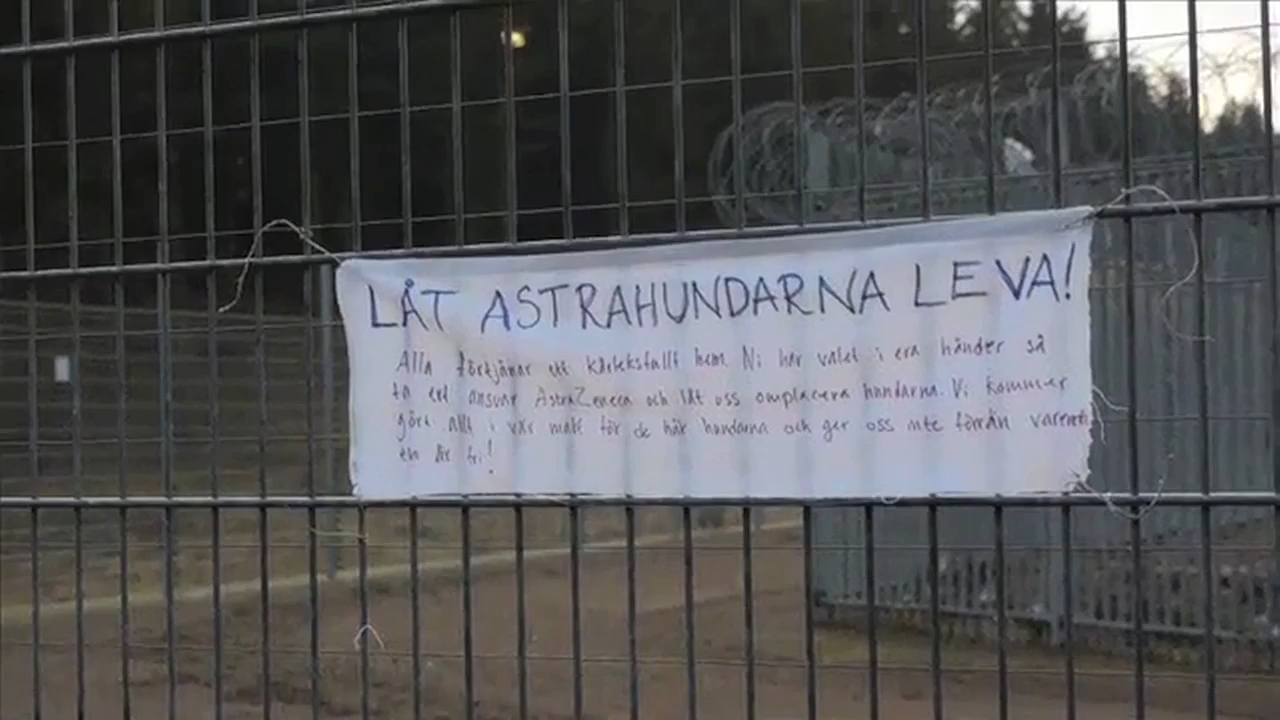 LÅT ASTRAHUNDARNA LEVA!
Alla förtjänar ett kärleksfullt hem. Ni har valet i era händer så
ta ert ansvar AstraZeneca och låt oss omplacera hundarna. Vi kommer
göra allt i vår makt för de här hundarna och ger oss inte förrän varenda
en är fri!